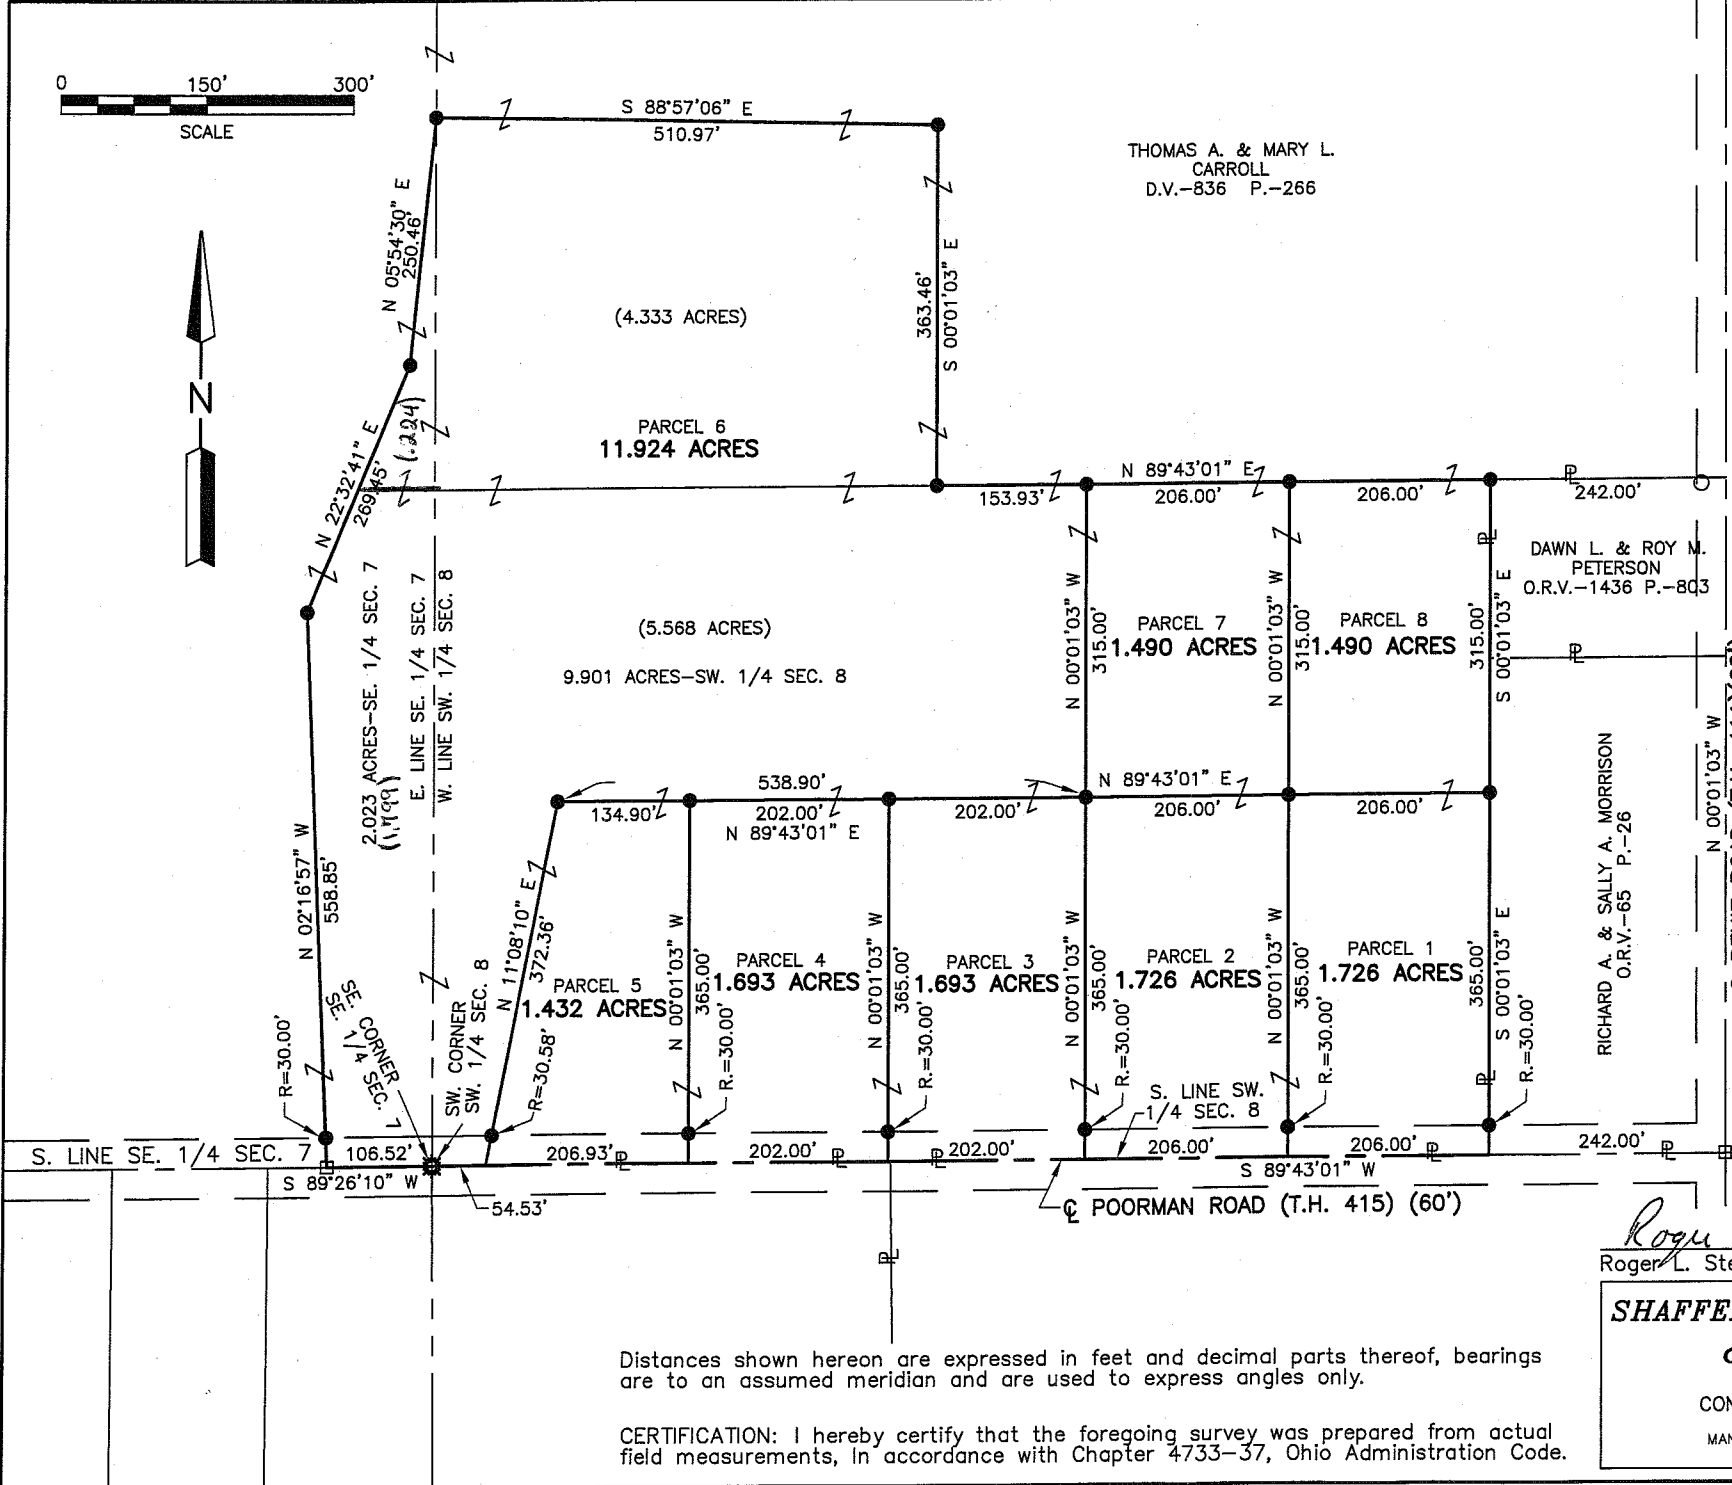 0 150' 300'
SCALE
S 88°57'06" E
510.97'
THOMAS A. & MARY L.
CARROLL
D.V.-836 P.-266
N 05°54'30" E
250.46'
363.46'
S 00°01'03" E
(4.333 ACRES)
N
PARCEL 6
11.924 ACRES
(.224)
N 22°32'41" E
269.45'
153.93'
N 89°43'01" E
206.00'
206.00'
242.00'
DAWN L. & ROY M.
PETERSON
O.R.V.-1436 P.-803
2.023 ACRES-SE. 1/4 SEC. 7
(1.799)
E. LINE SE. 1/4 SEC. 7
W. LINE SW. 1/4 SEC. 8
(5.568 ACRES)
9.901 ACRES-SW. 1/4 SEC. 8
N 00°01'03" W
315.00'
PARCEL 7
1.490 ACRES
N 00°01'03" W
315.00'
PARCEL 8
1.490 ACRES
315.00'
S 00°01'03" E
538.90'
134.90'
202.00'
N 89°43'01" E
202.00'
N 89°43'01" E
206.00'
206.00'
N 00°01'03" W
RICHARD A. & SALLY A. MORRISON
O.R.V.-65 P.-26
N 02°16'57" W
558.85'
N 11°08'10" E
372.36'
PARCEL 5
1.432 ACRES
N 00°01'03" W
365.00'
PARCEL 4
1.693 ACRES
N 00°01'03" W
365.00'
PARCEL 3
1.693 ACRES
N 00°01'03" W
365.00'
PARCEL 2
1.726 ACRES
N 00°01'03" W
365.00'
PARCEL 1
1.726 ACRES
365.00'
S 00°01'03" E
R=30.00'
SE. CORNER
SE. 1/4 SEC. 7
SW. CORNER
SW. 1/4 SEC. 8
R=30.58'
R.=30.00'
R.=30.00'
R.=30.00'
R.=30.00'
R.=30.00'
S. LINE SW.
1/4 SEC. 8
S. LINE SE. 1/4 SEC. 7
106.52'
206.93'
202.00'
202.00'
206.00'
206.00'
242.00'
S 89°26'10" W
S 89°43'01" W
54.53'
℄ POORMAN ROAD (T.H. 415) (60')
Roger L. Ste
SHAFFE
CON
MAN
Distances shown hereon are expressed in feet and decimal parts thereof, bearings
are to an assumed meridian and are used to express angles only.
CERTIFICATION: I hereby certify that the foregoing survey was prepared from actual
field measurements, in accordance with Chapter 4733-37, Ohio Administration Code.